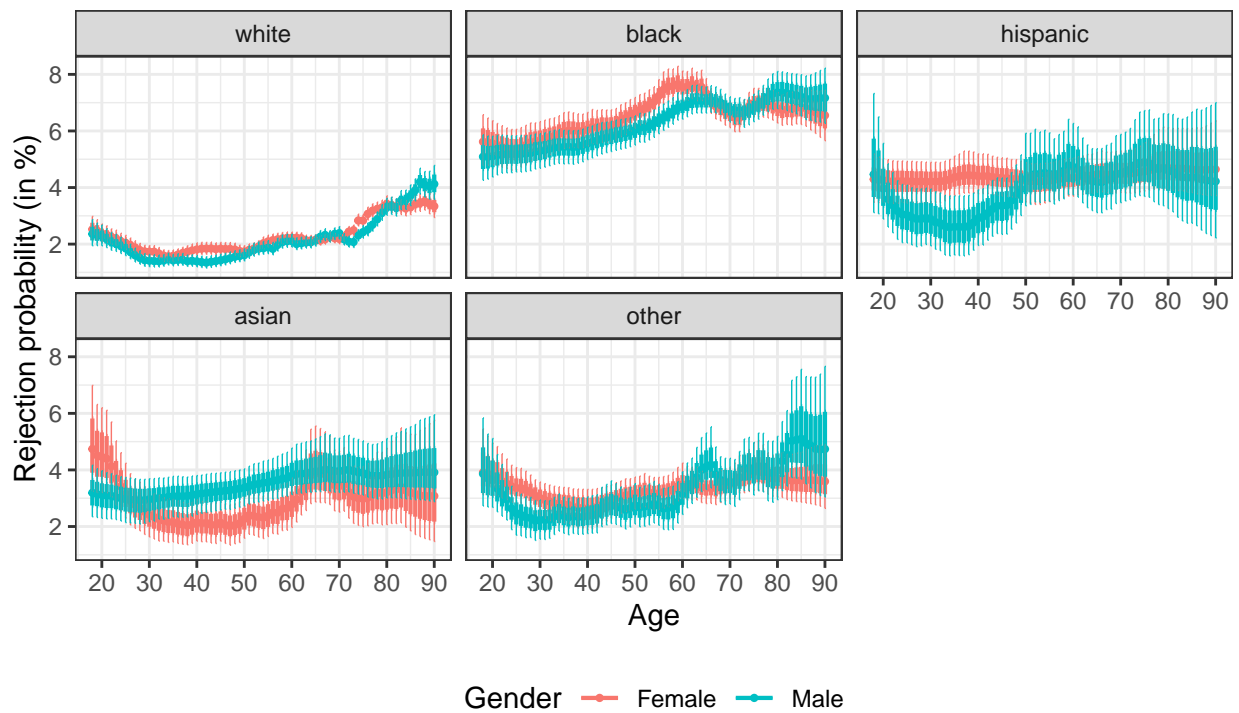 white black hispanic
8
6
4
2
20 30 40 50 60 70 80 90
asian other
8
6
4
2
20 30 40 50 60 70 80 90 20 30 40 50 60 70 80 90
Rejection probability (in %)
Age
Gender Female Male